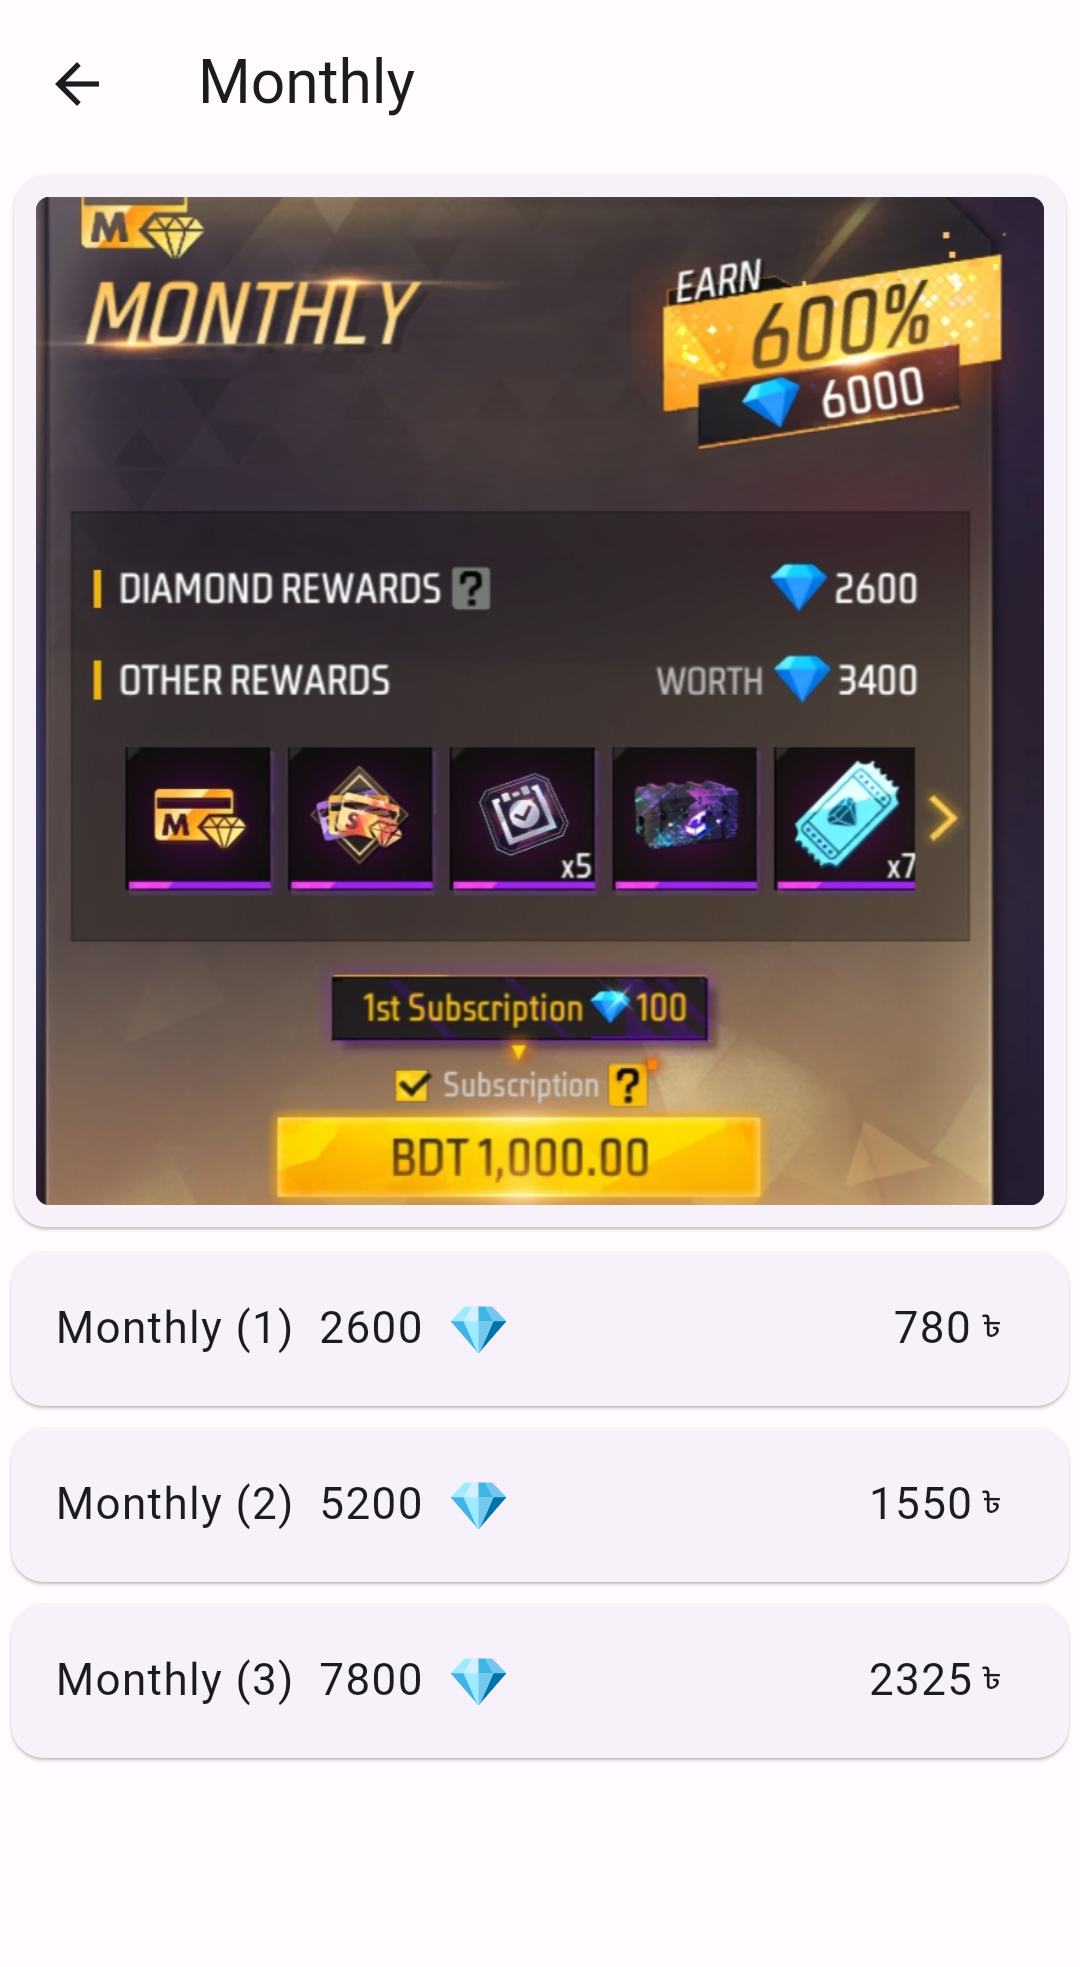 Monthly
M
MONTHLY
EARN
600%
6000
DIAMOND REWARDS ?
2600
OTHER REWARDS
WORTH 3400
M
S
x5
x7
1st Subscription 100
Subscription ?
BDT 1,000.00
Monthly (1) 2600 💎 780 ৳
Monthly (2) 5200 💎 1550 ৳
Monthly (3) 7800 💎 2325 ৳